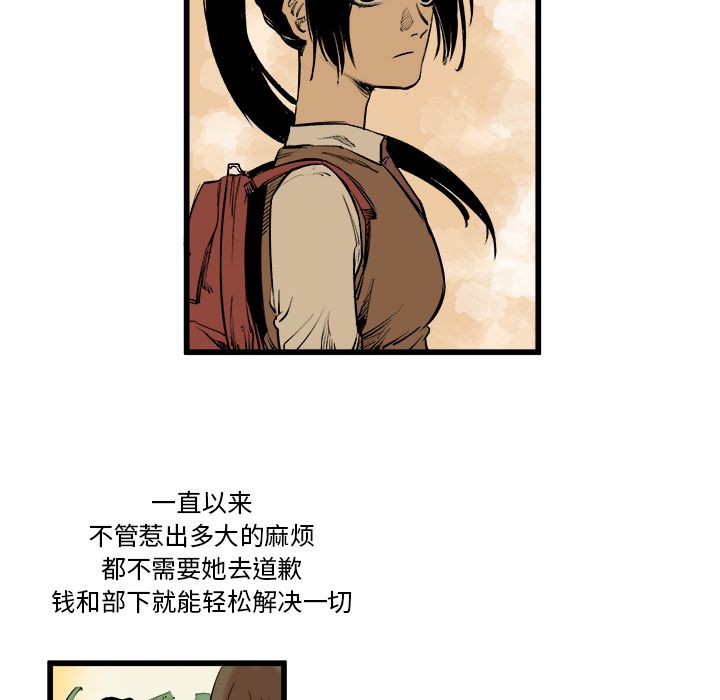 一直以来
不管惹出多大的麻烦
都不需要她去道歉
钱和部下就能轻松解决一切